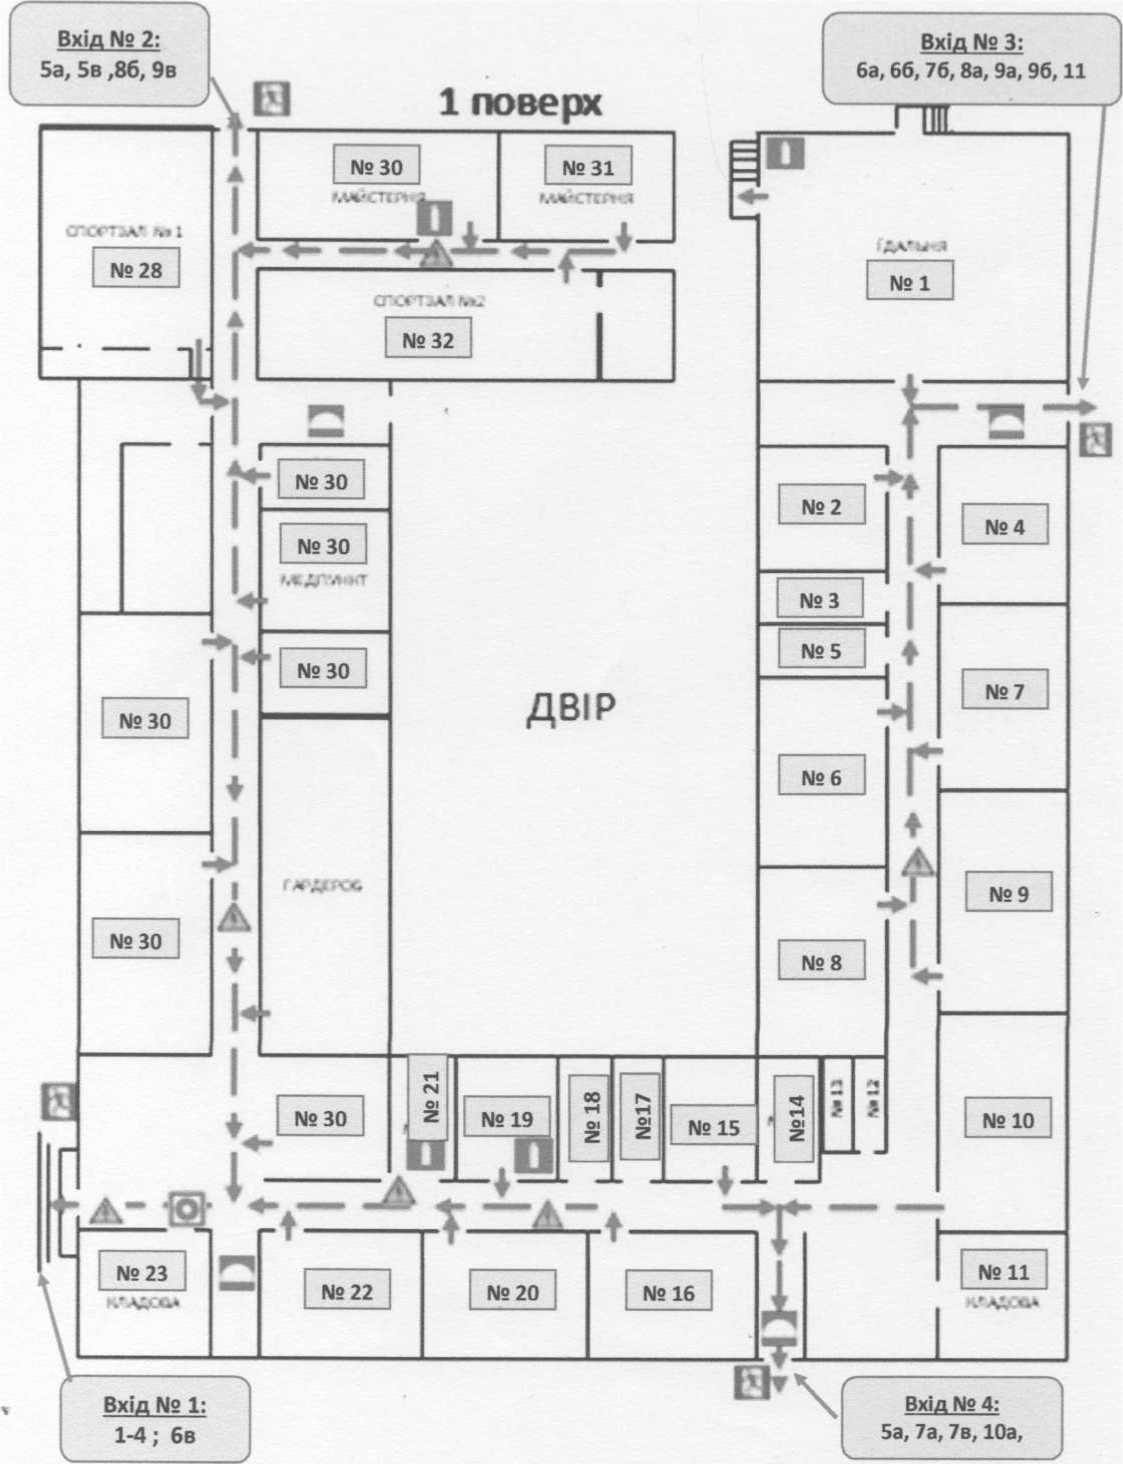 Вхід № 2:
5а, 5в ,8б, 9в
Вхід № 3:
6а, 6б, 7б, 8а, 9а, 9б, 11
1 поверх
№ 30
МАЙСТЕРНЯ
№ 31
МАЙСТЕРНЯ
СПОРТЗАЛ №1
№ 28
ЇДАЛЬНЯ
№ 1
СПОРТЗАЛ №2
№ 32
№ 30
№ 2
№ 4
№ 30
МЕДПУНКТ
№ 3
№ 5
№ 30
№ 7
№ 30
ДВІР
№ 6
ГАРДЕРОБ
№ 9
№ 30
№ 8
№ 30
№ 21
№ 19
№ 18
№17
№ 15
№14
№ 13
№ 12
№ 10
№ 23
КЛАДОВА
№ 22
№ 20
№ 16
№ 11
КЛАДОВА
Вхід № 1:
1-4 ; 6в
Вхід № 4:
5а, 7а, 7в, 10а,